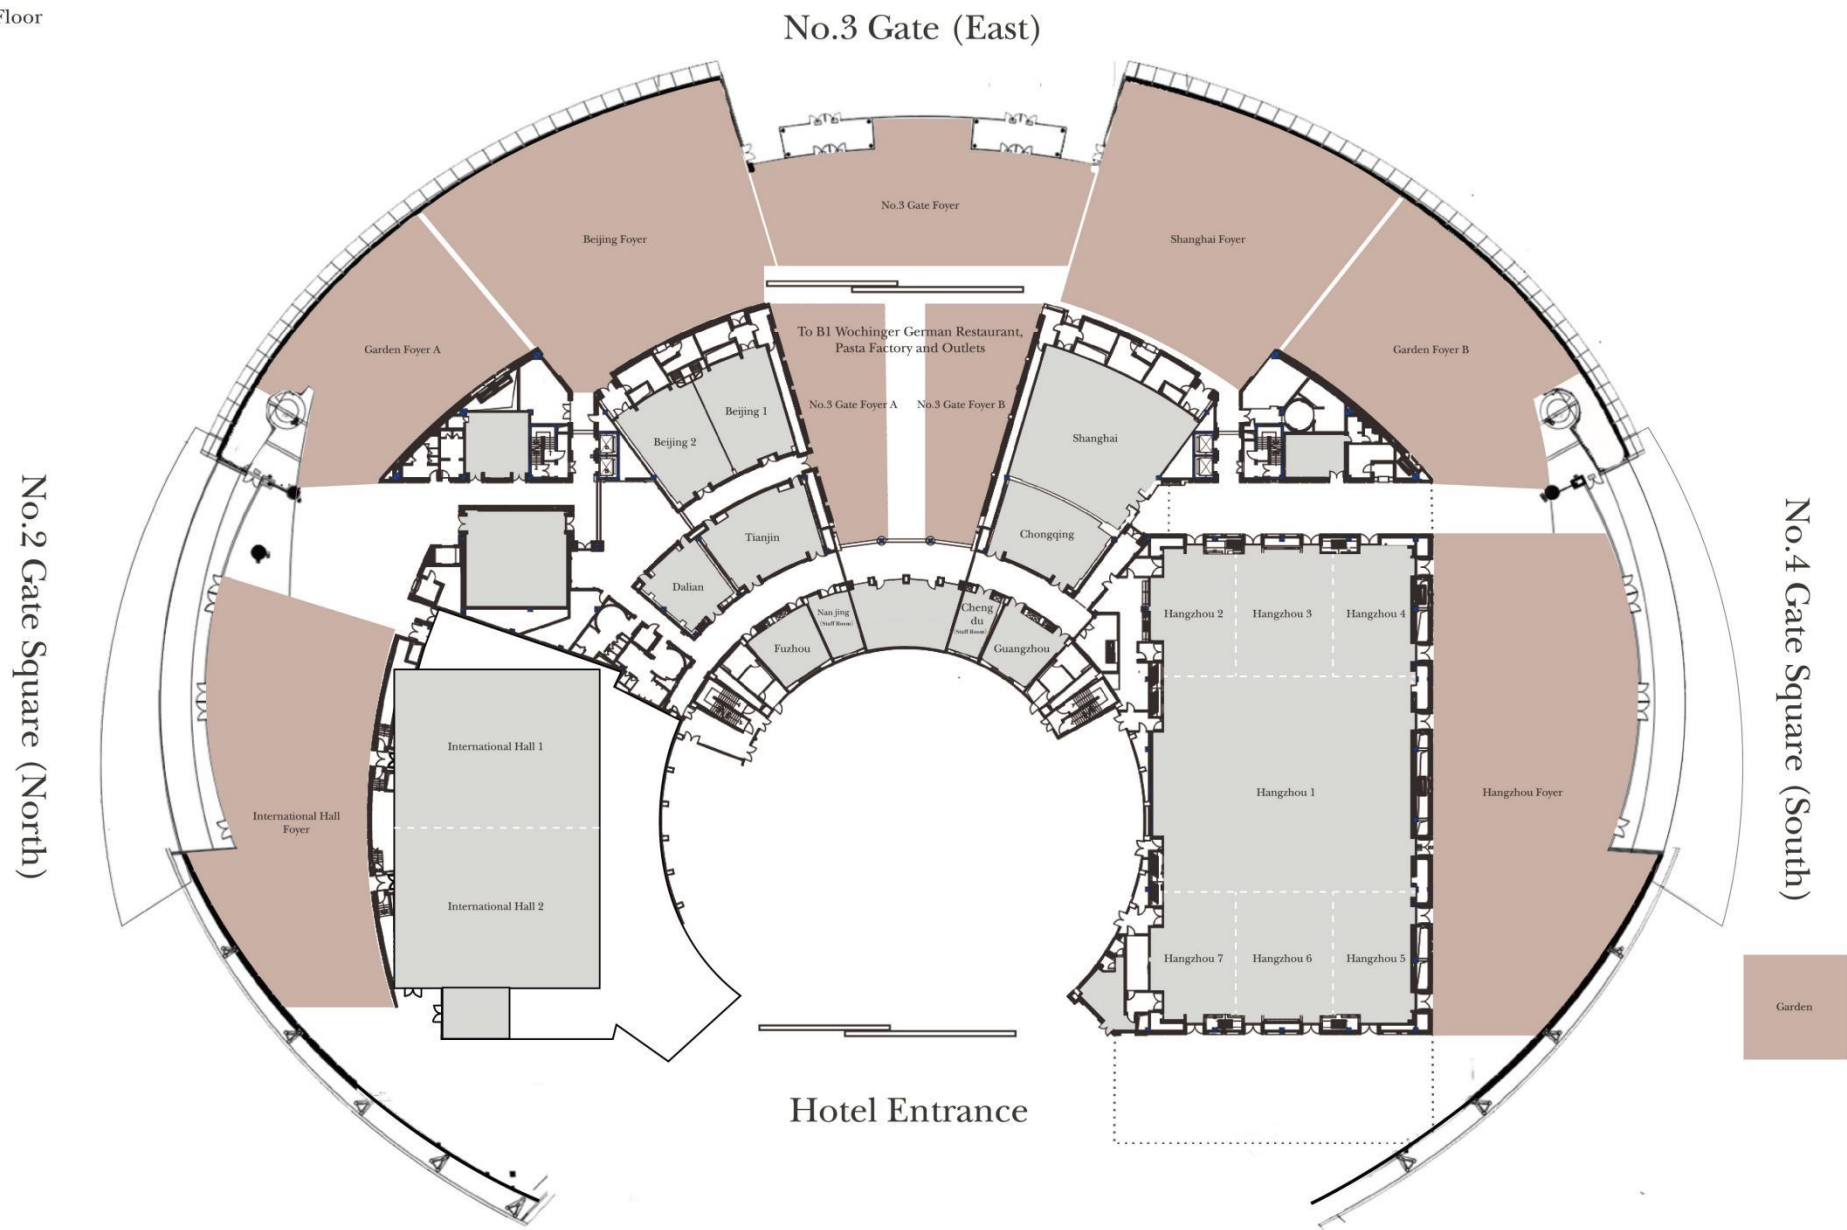 Floor
No.3 Gate (East)
No.3 Gate Foyer
Beijing Foyer
Shanghai Foyer
To B1 Wochinger German Restaurant,
Pasta Factory and Outlets
Garden Foyer A
Garden Foyer B
No.3 Gate Foyer A
No.3 Gate Foyer B
Beijing 1
Beijing 2
Shanghai
Tianjin
Chongqing
Dalian
Nan jing
(Staff Room)
Cheng
du
(Staff Room)
Fuzhou
Guangzhou
Hangzhou 2
Hangzhou 3
Hangzhou 4
No.2 Gate Square (North)
No.4 Gate Square (South)
International Hall 1
Hangzhou 1
Hangzhou Foyer
International Hall
Foyer
International Hall 2
Hangzhou 7
Hangzhou 6
Hangzhou 5
Garden
Hotel Entrance